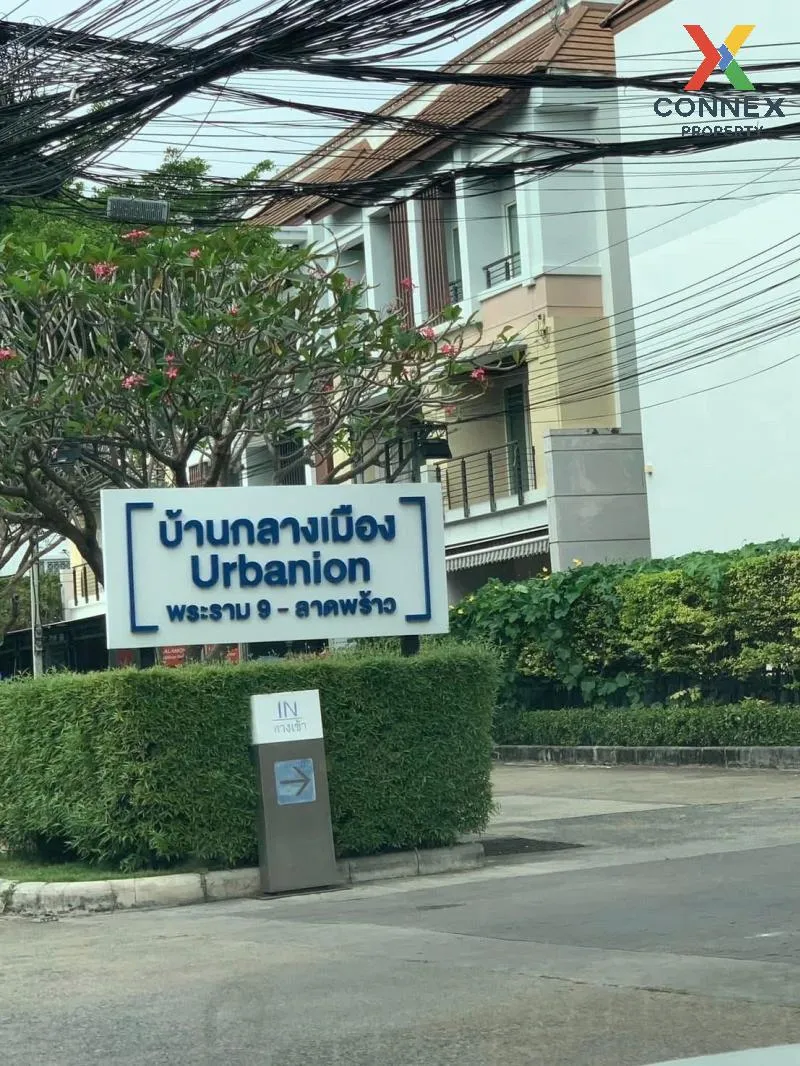 CONNEX
PROPERTY
บ้านกลางเมือง
Urbanion
พระราม 9 - ลาดพร้าว
IN
ทางเข้า